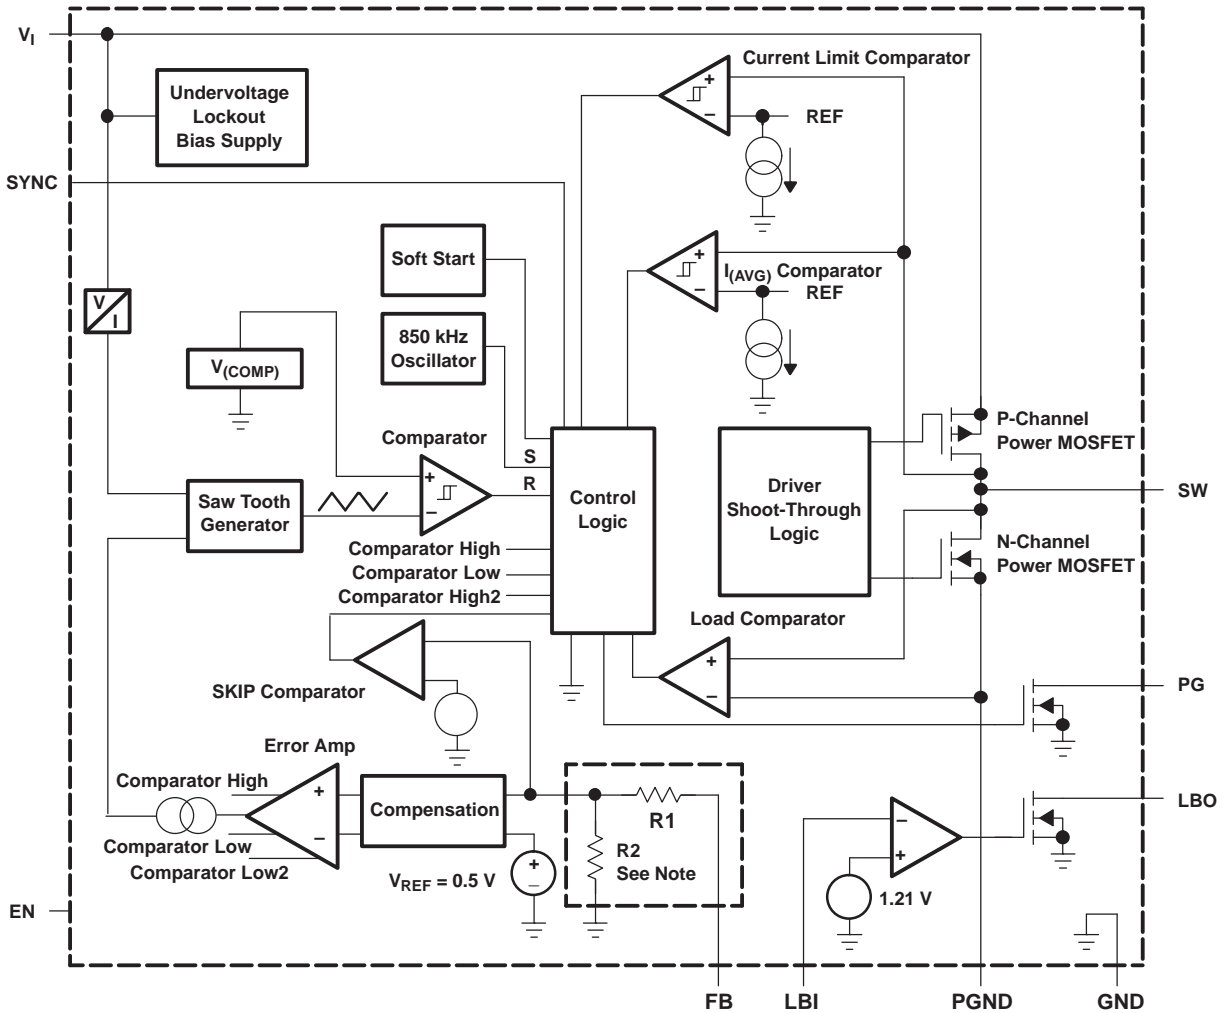 V_I
Current Limit Comparator
Undervoltage
Lockout
Bias Supply
+
−
REF
SYNC
Soft Start
+
−
I(AVG) Comparator
REF
V
I
850 kHz
Oscillator
V(COMP)
P-Channel
Power MOSFET
Comparator
+
−
S
R
Control
Logic
Driver
Shoot-Through
Logic
SW
Saw Tooth
Generator
N-Channel
Power MOSFET
Comparator High
Comparator Low
Comparator High2
Load Comparator
+
−
SKIP Comparator
PG
Error Amp
Comparator High
+
−
Compensation
R1
LBO
Comparator Low
Comparator Low2
R2
See Note
−
+
V_REF = 0.5 V
+
−
1.21 V
EN
FB
LBI
PGND
GND